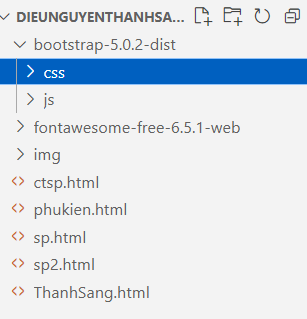 DIEUNGUYENTHANHSA...
bootstrap-5.0.2-dist
css
js
fontawesome-free-6.5.1-web
img
ctsp.html
phukien.html
sp.html
sp2.html
ThanhSang.html